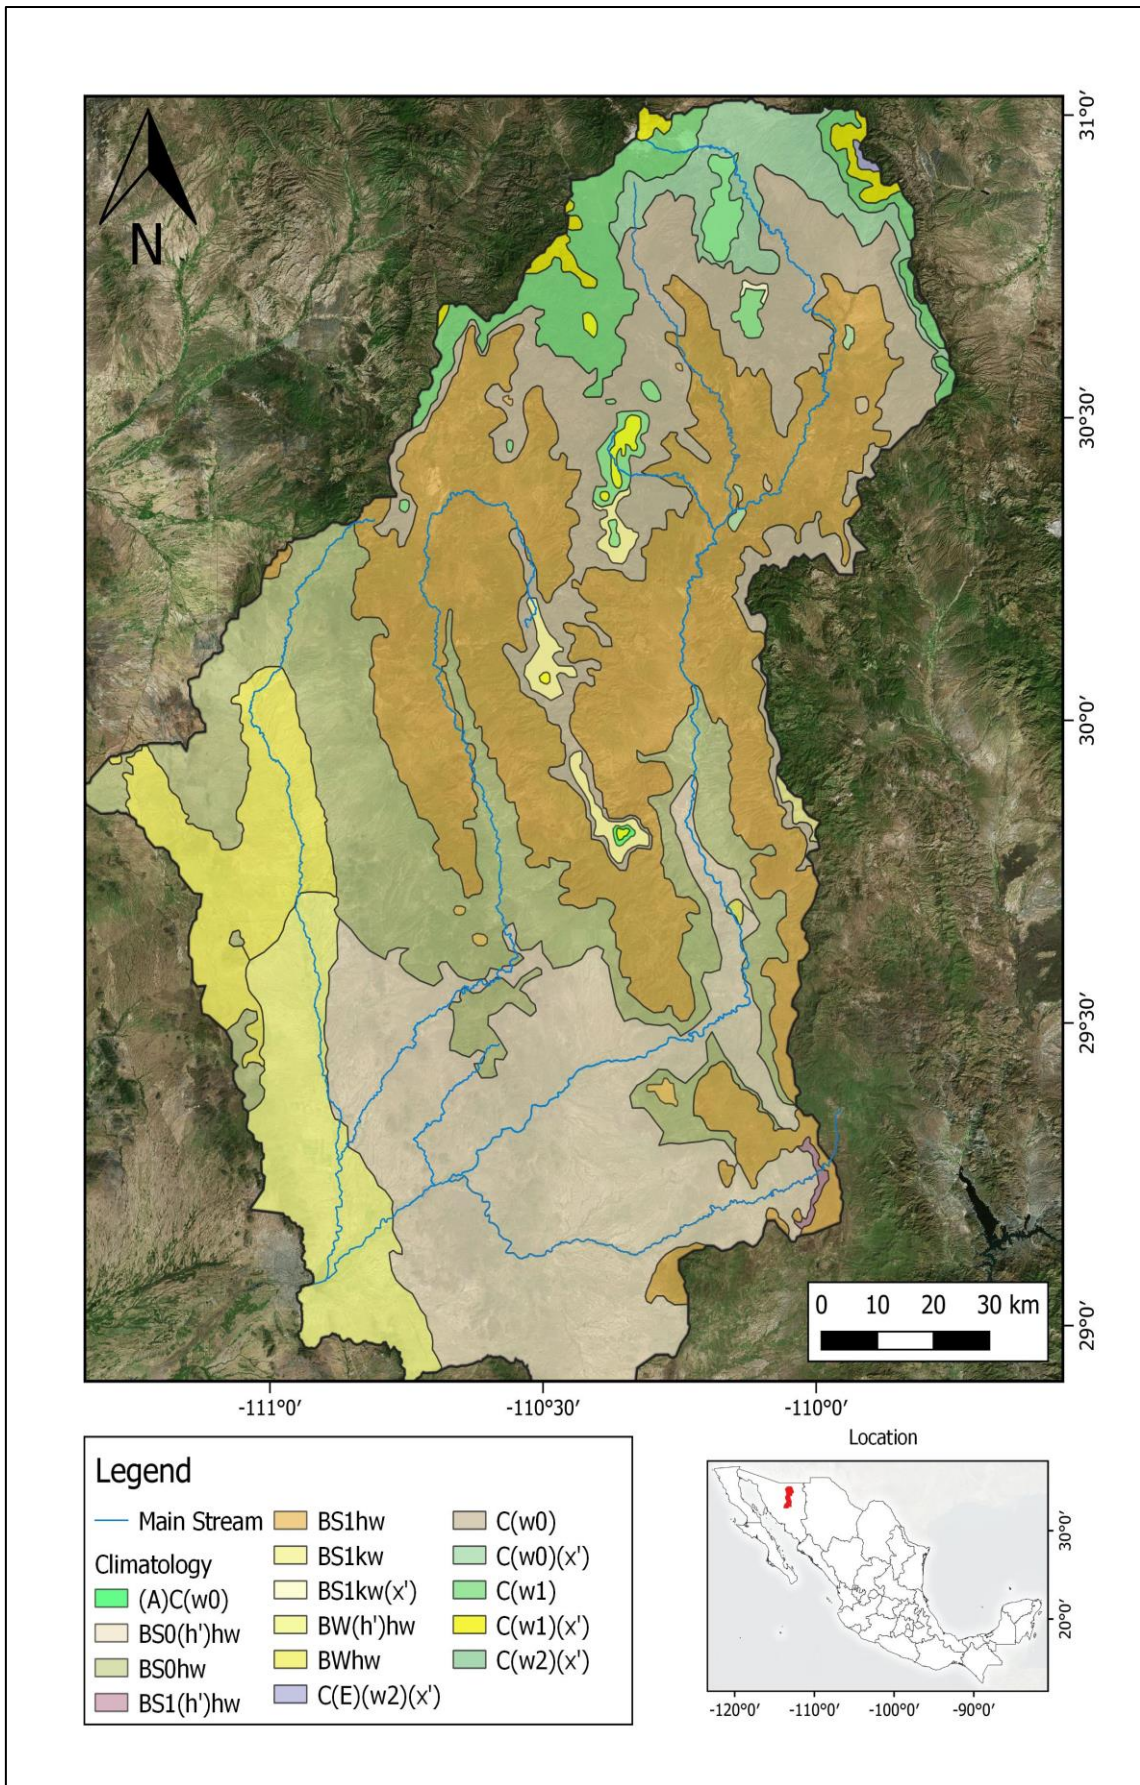 N
31°0'
30°30'
30°0'
29°30'
29°0'
0 10 20 30 km
-111°0'
-110°30'
-110°0'
Legend
Main Stream
Climatology
(A)C(w0)
BS0(h')hw
BS0hw
BS1(h')hw
BS1hw
BS1kw
BS1kw(x')
BW(h')hw
BWhw
C(E)(w2)(x')
C(w0)
C(w0)(x')
C(w1)
C(w1)(x')
C(w2)(x')
Location
30°0'
20°0'
-120°0'
-110°0'
-100°0'
-90°0'